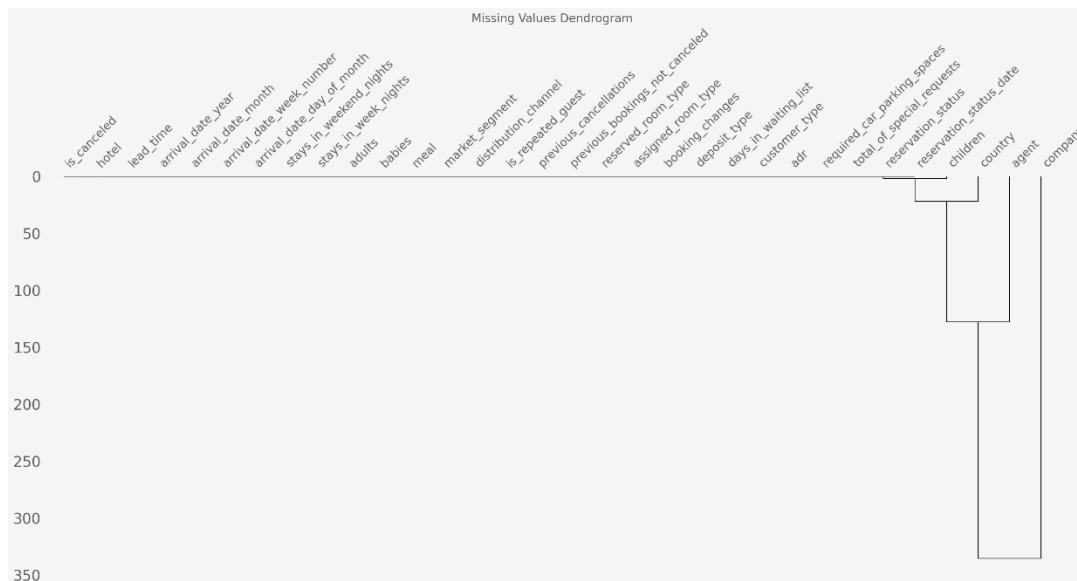 Missing Values Dendrogram
is_canceled
hotel
lead_time
arrival_date_year
arrival_date_month
arrival_date_week_number
arrival_date_day_of_month
stays_in_weekend_nights
stays_in_week_nights
adults
babies
meal
market_segment
distribution_channel
is_repeated_guest
previous_cancellations
previous_bookings_not_canceled
reserved_room_type
assigned_room_type
booking_changes
deposit_type
days_in_waiting_list
customer_type
adr
required_car_parking_spaces
total_of_special_requests
reservation_status
reservation_status_date
children
country
agent
compan
0
50
100
150
200
250
300
350